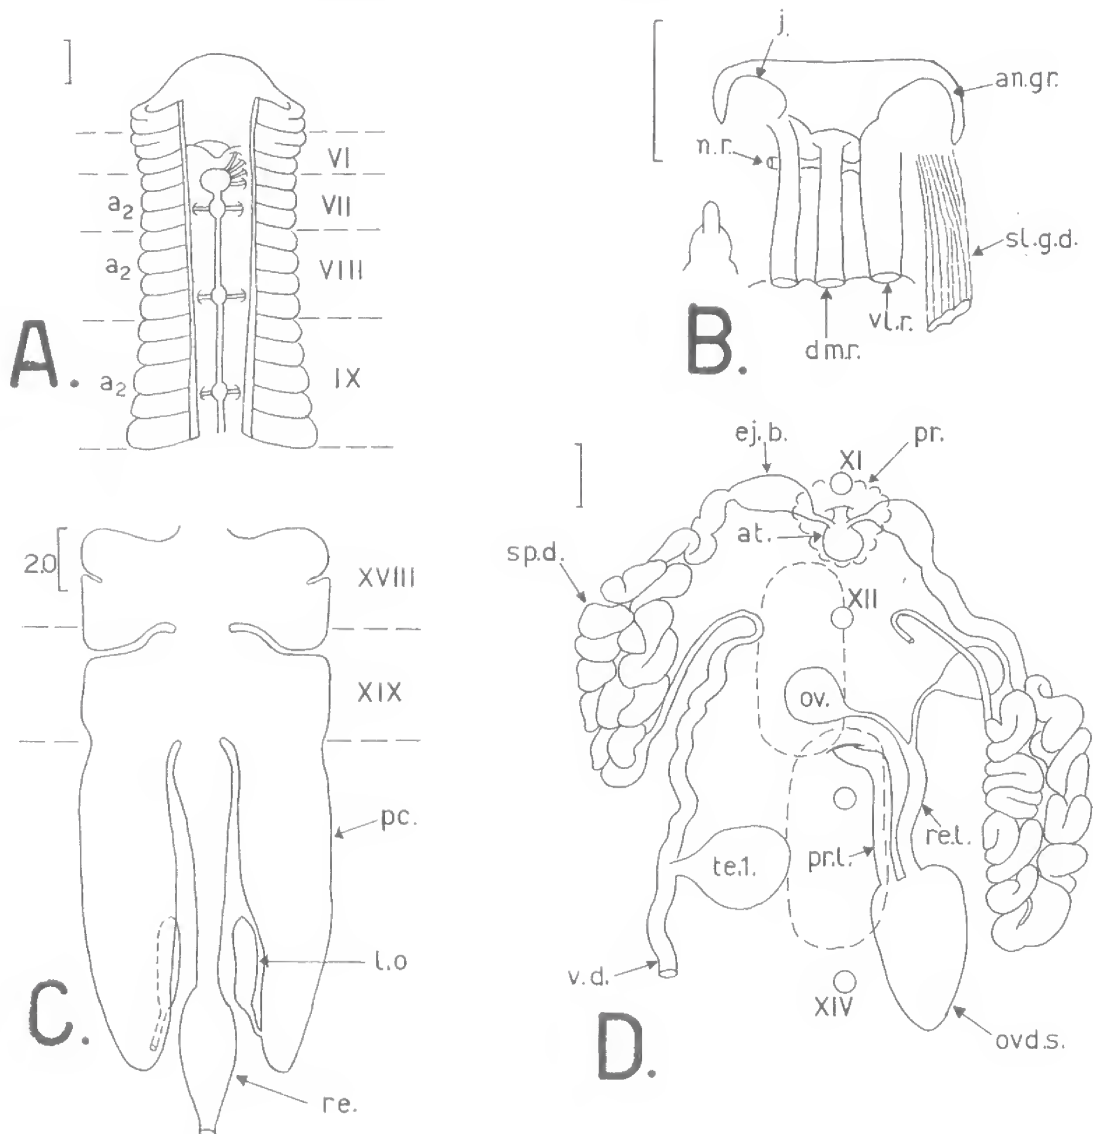 A.
VI
a2
VII
a2
VIII
a2
IX
B.
j.
an.gr.
n.r.
sl.g.d.
vl.r.
dm.r.
C.
2.0
XVIII
XIX
pc.
l.o
re.
D.
ej.b.
pr.
XI
at.
sp.d.
XII
ov.
re.l.
pr.l.
te.1.
v.d.
XIV
ovd.s.